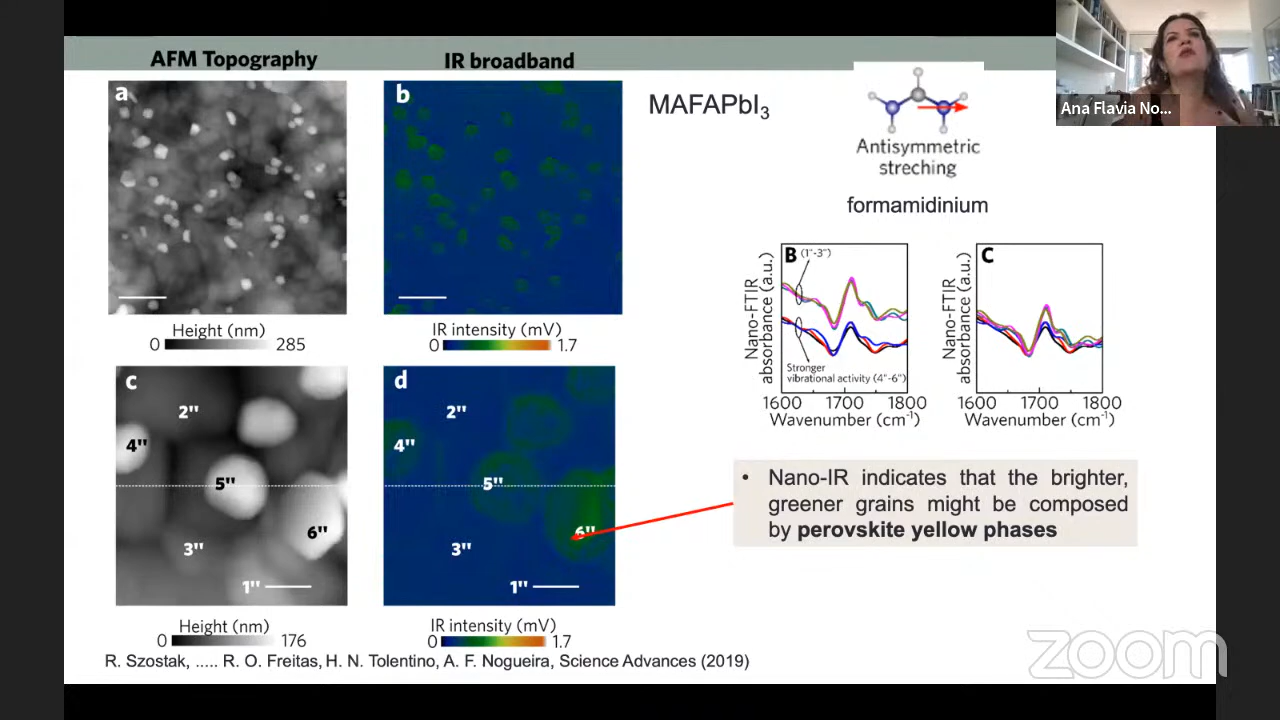 AFM Topography
IR broadband
a
b
Height (nm)
0
285
IR intensity (mV)
0
1.7
c
2"
4"
5"
6"
3"
1"
d
2"
4"
5"
6"
3"
1"
Height (nm)
0
176
IR intensity (mV)
0
1.7
R. Szostak, ..... R. O. Freitas, H. N. Tolentino, A. F. Nogueira, Science Advances (2019)
MAFAPbI3
Antisymmetric
streching
formamidinium
B
(1"-3")
Stronger
vibrational activity (4"-6")
Nano-FTIR
absorbance (a.u.)
1600 1700 1800
Wavenumber (cm-1)
C
Nano-FTIR
absorbance (a.u.)
1600 1700 1800
Wavenumber (cm-1)
• Nano-IR indicates that the brighter,
greener grains might be composed
by perovskite yellow phases
Ana Flavia No...
zoom